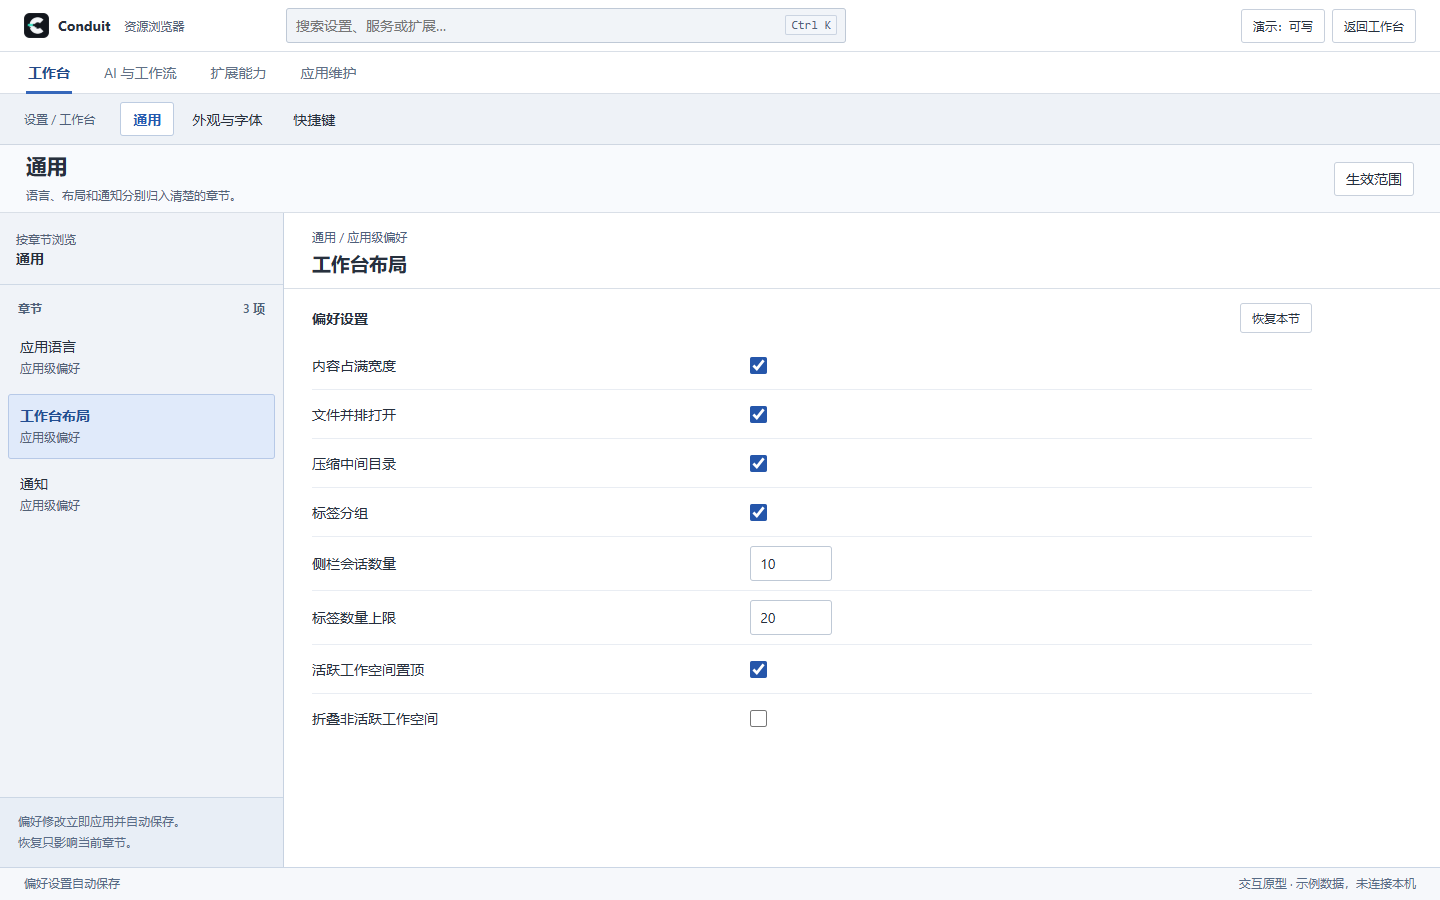 Conduit 资源浏览器
搜索设置、服务或扩展... Ctrl K
演示：可写 返回工作台
工作台 AI 与工作流 扩展能力 应用维护
设置 / 工作台 通用 外观与字体 快捷键
通用
语言、布局和通知分别归入清楚的章节。
生效范围
按章节浏览
通用
章节 3 项
应用语言
应用级偏好
工作台布局
应用级偏好
通知
应用级偏好
偏好修改立即应用并自动保存。
恢复只影响当前章节。
通用 / 应用级偏好
工作台布局
偏好设置 恢复本节
内容占满宽度
文件并排打开
压缩中间目录
标签分组
侧栏会话数量 10
标签数量上限 20
活跃工作空间置顶
折叠非活跃工作空间
偏好设置自动保存
交互原型 · 示例数据，未连接本机